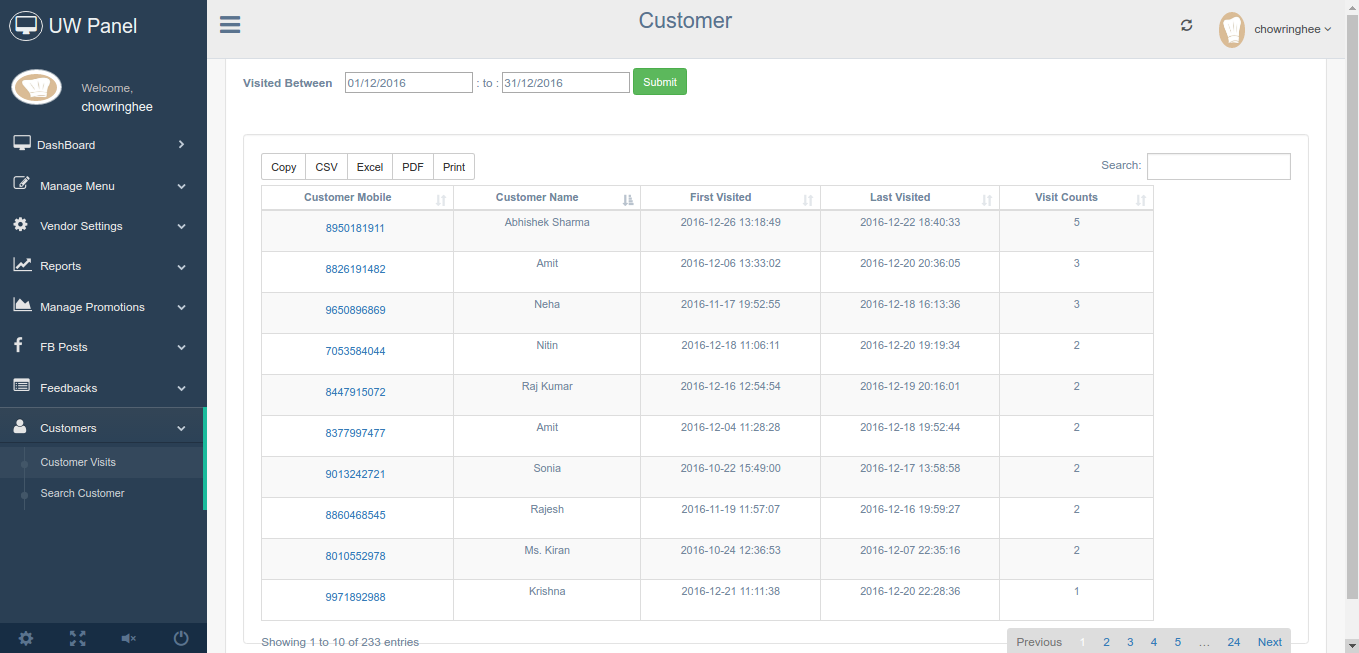 UW Panel
Customer
chowringhee
Welcome,
chowringhee
DashBoard
Manage Menu
Vendor Settings
Reports
Manage Promotions
FB Posts
Feedbacks
Customers
Customer Visits
Search Customer
Visited Between 01/12/2016 : to : 31/12/2016 Submit
Copy CSV Excel PDF Print Search:
Customer Mobile Customer Name First Visited Last Visited Visit Counts
8950181911 Abhishek Sharma 2016-12-26 13:18:49 2016-12-22 18:40:33 5
8826191482 Amit 2016-12-06 13:33:02 2016-12-20 20:36:05 3
9650896869 Neha 2016-11-17 19:52:55 2016-12-18 16:13:36 3
7053584044 Nitin 2016-12-18 11:06:11 2016-12-20 19:19:34 2
8447915072 Raj Kumar 2016-12-16 12:54:54 2016-12-19 20:16:01 2
8377997477 Amit 2016-12-04 11:28:28 2016-12-18 19:52:44 2
9013242721 Sonia 2016-10-22 15:49:00 2016-12-17 13:58:58 2
8860468545 Rajesh 2016-11-19 11:57:07 2016-12-16 19:59:27 2
8010552978 Ms. Kiran 2016-10-24 12:36:53 2016-12-07 22:35:16 2
9971892988 Krishna 2016-12-21 11:11:38 2016-12-20 22:28:36 1
Showing 1 to 10 of 233 entries Previous 1 2 3 4 5 … 24 Next